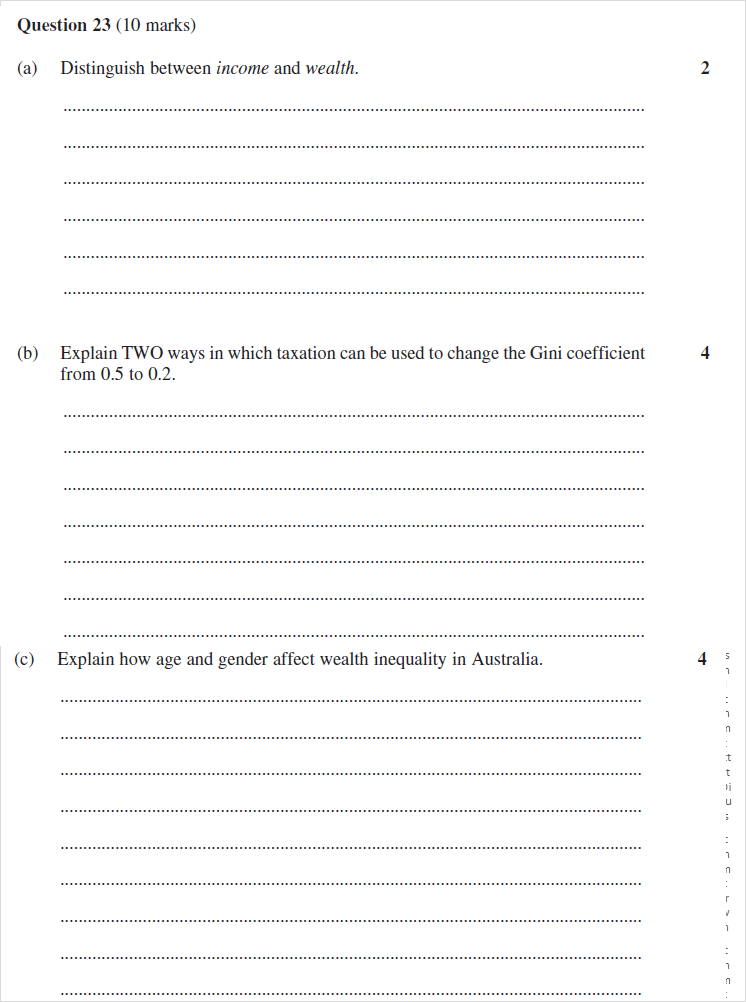 Question 23 (10 marks)
(a) Distinguish between income and wealth. 2
(b) Explain TWO ways in which taxation can be used to change the Gini coefficient 4
from 0.5 to 0.2.
(c) Explain how age and gender affect wealth inequality in Australia. 4